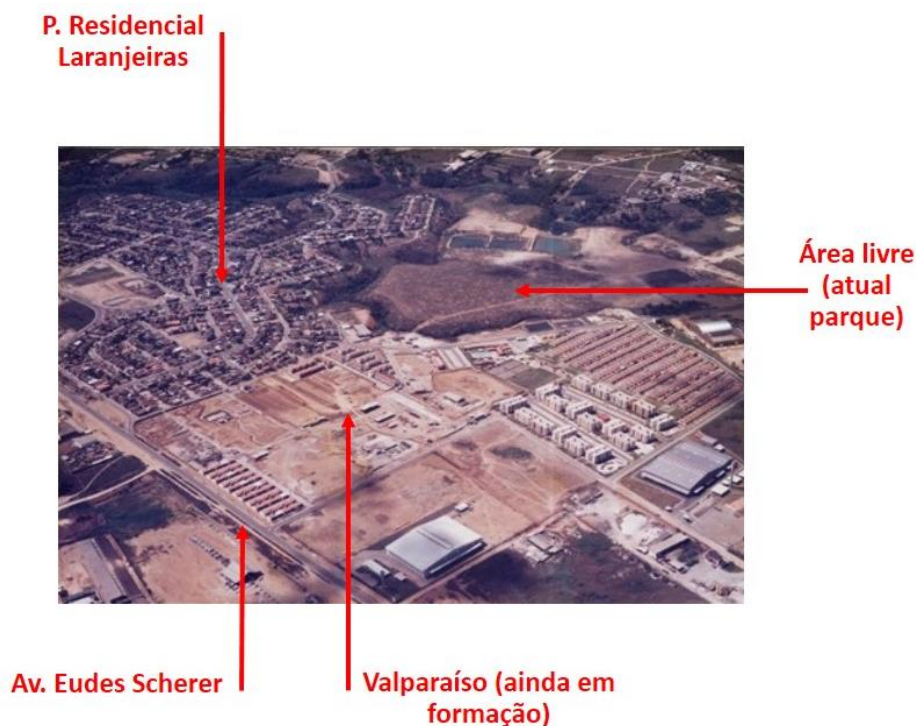 P. Residencial
Laranjeiras
Área livre
(atual
parque)
Av. Eudes Scherer
Valparaíso (ainda em
formação)